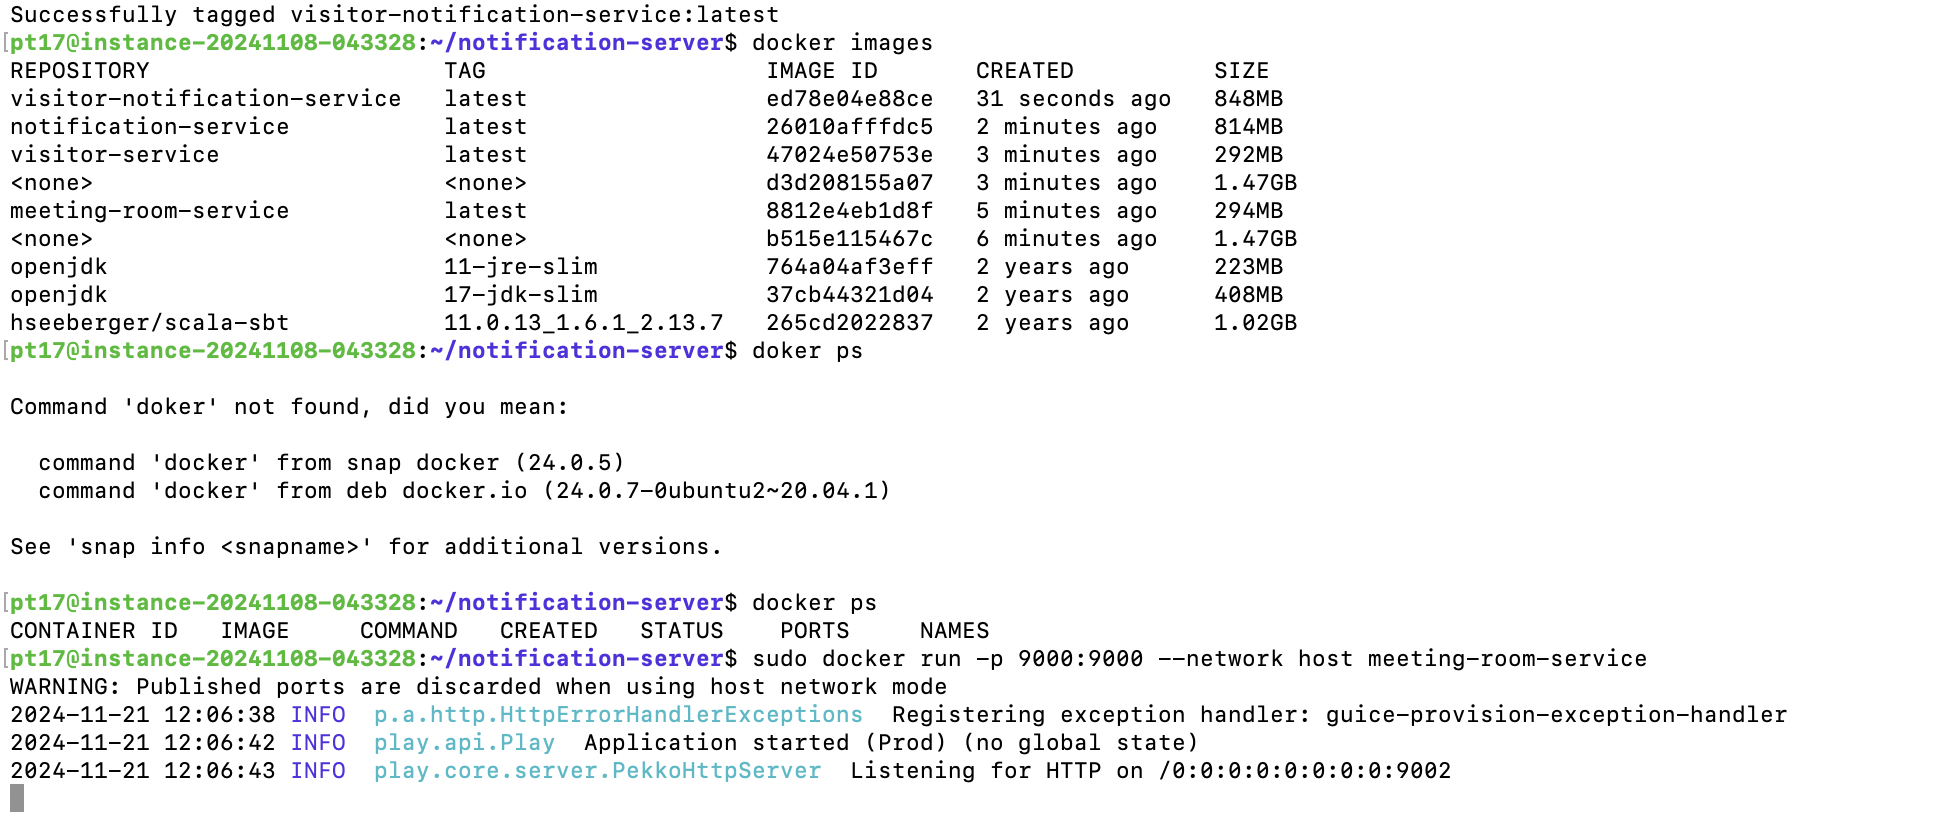 Successfully tagged visitor-notification-service:latest
[pt17@instance-20241108-043328:~/notification-server$ docker images
REPOSITORY TAG IMAGE ID CREATED SIZE
visitor-notification-service latest ed78e04e88ce 31 seconds ago 848MB
notification-service latest 26010afffdc5 2 minutes ago 814MB
visitor-service latest 47024e50753e 3 minutes ago 292MB
<none> <none> d3d208155a07 3 minutes ago 1.47GB
meeting-room-service latest 8812e4eb1d8f 5 minutes ago 294MB
<none> <none> b515e115467c 6 minutes ago 1.47GB
openjdk 11-jre-slim 764a04af3eff 2 years ago 223MB
openjdk 17-jdk-slim 37cb44321d04 2 years ago 408MB
hseeberger/scala-sbt 11.0.13_1.6.1_2.13.7 265cd2022837 2 years ago 1.02GB
[pt17@instance-20241108-043328:~/notification-server$ doker ps
Command 'doker' not found, did you mean:
command 'docker' from snap docker (24.0.5)
command 'docker' from deb docker.io (24.0.7-0ubuntu2~20.04.1)
See 'snap info <snapname>' for additional versions.
[pt17@instance-20241108-043328:~/notification-server$ docker ps
CONTAINER ID IMAGE COMMAND CREATED STATUS PORTS NAMES
[pt17@instance-20241108-043328:~/notification-server$ sudo docker run -p 9000:9000 --network host meeting-room-service
WARNING: Published ports are discarded when using host network mode
2024-11-21 12:06:38 INFO p.a.http.HttpErrorHandlerExceptions Registering exception handler: guice-provision-exception-handler
2024-11-21 12:06:42 INFO play.api.Play Application started (Prod) (no global state)
2024-11-21 12:06:43 INFO play.core.server.PekkoHttpServer Listening for HTTP on /0:0:0:0:0:0:0:0:9002